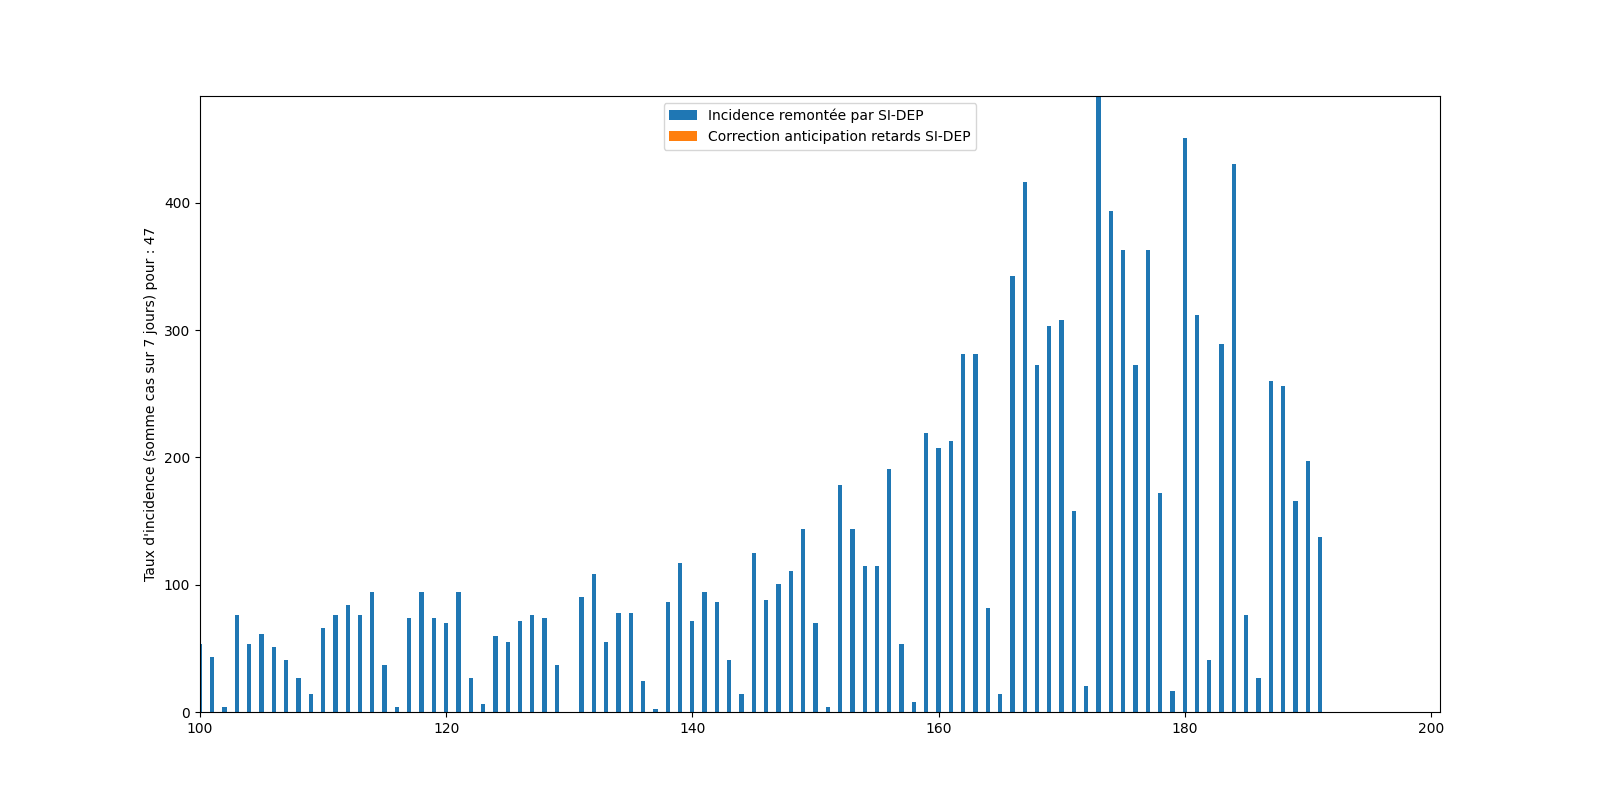 Incidence remontée par SI-DEP
Correction anticipation retards SI-DEP
Taux d'incidence (somme cas sur 7 jours) pour : 47
400
300
200
100
0
100 120 140 160 180 200